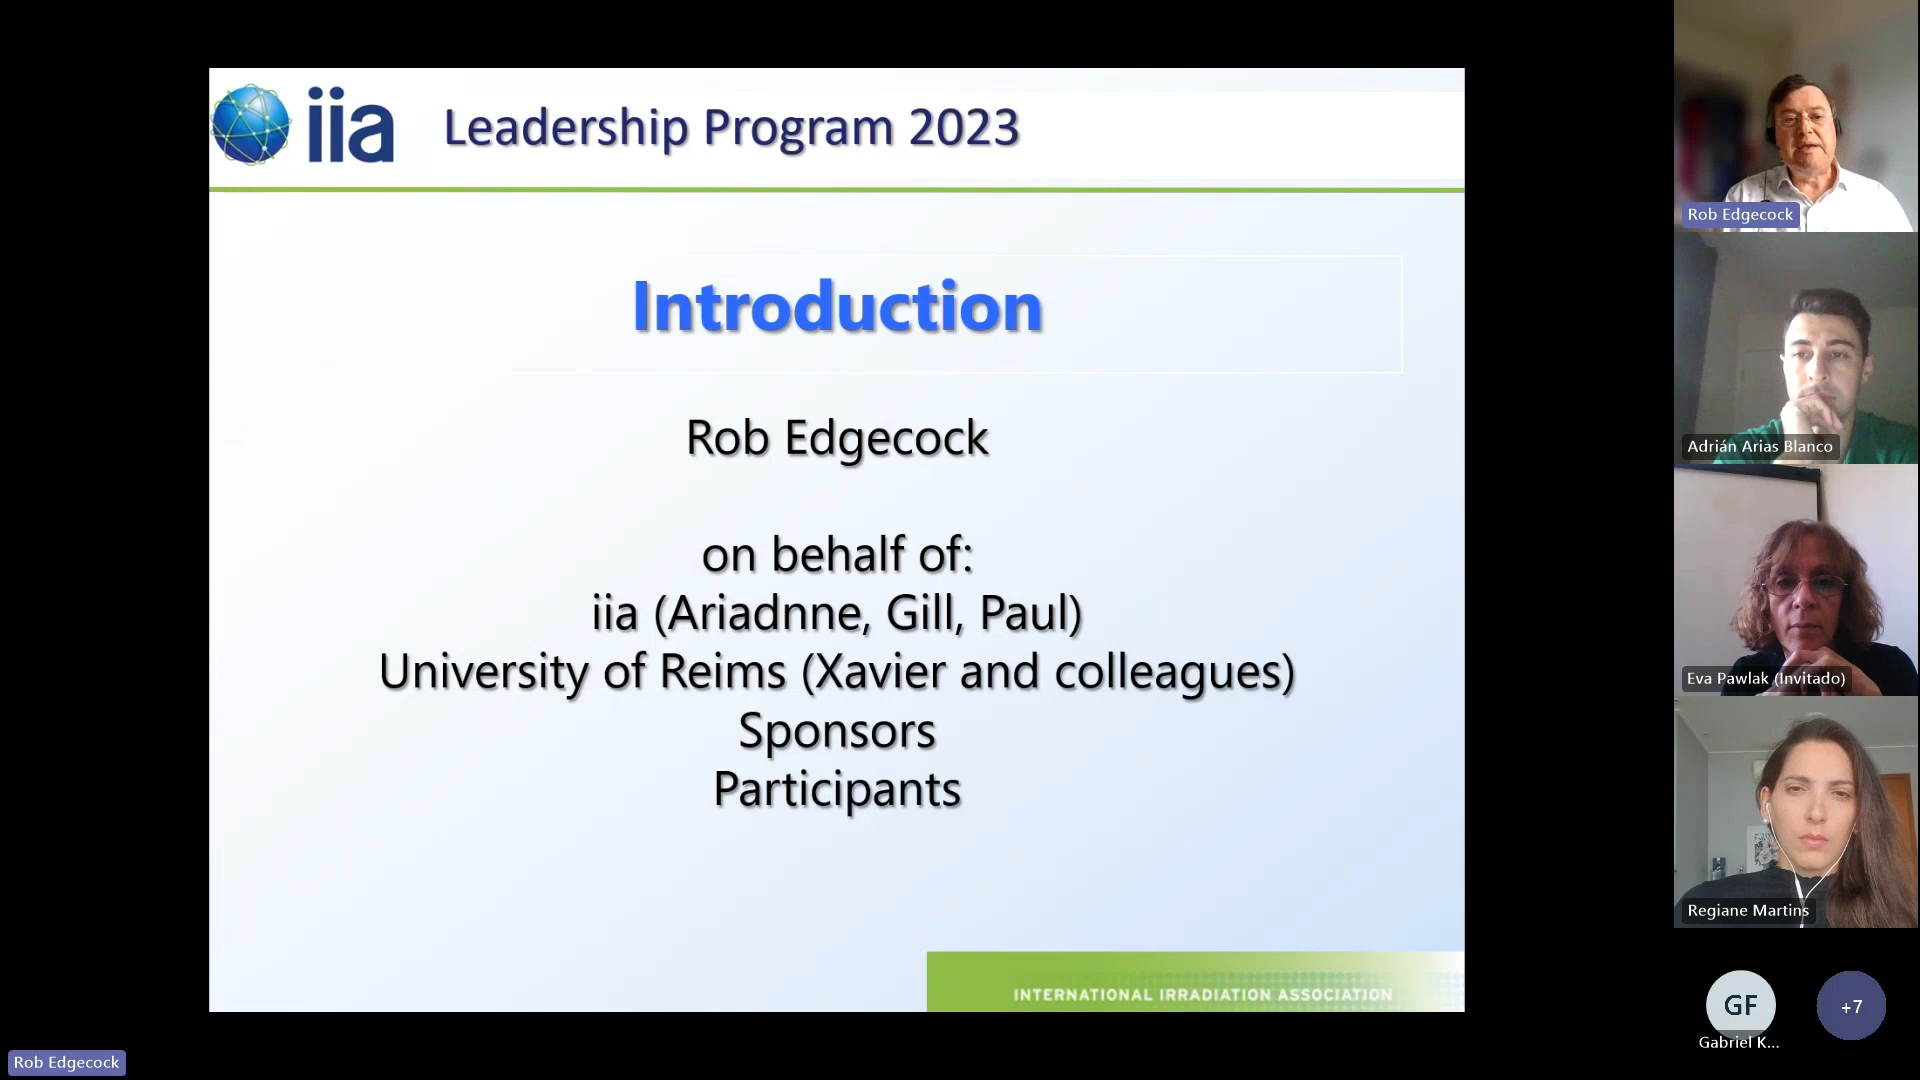 iia
Leadership Program 2023
Introduction
Rob Edgecock
on behalf of:
iia (Ariadnne, Gill, Paul)
University of Reims (Xavier and colleagues)
Sponsors
Participants
INTERNATIONAL IRRADIATION ASSOCIATION
Rob Edgecock
Rob Edgecock
Adrián Arias Blanco
Eva Pawlak (Invitado)
Regiane Martins
GF
Gabriel K...
+7